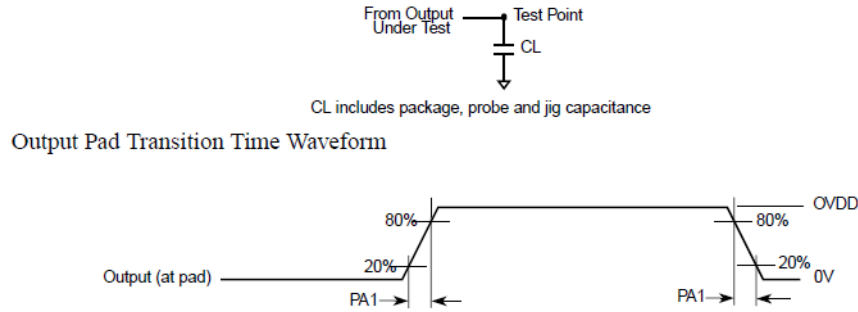 From Output
Under Test
Test Point
CL
CL includes package, probe and jig capacitance
Output Pad Transition Time Waveform
OVDD
80%
80%
20%
20%
0V
Output (at pad)
PA1
PA1